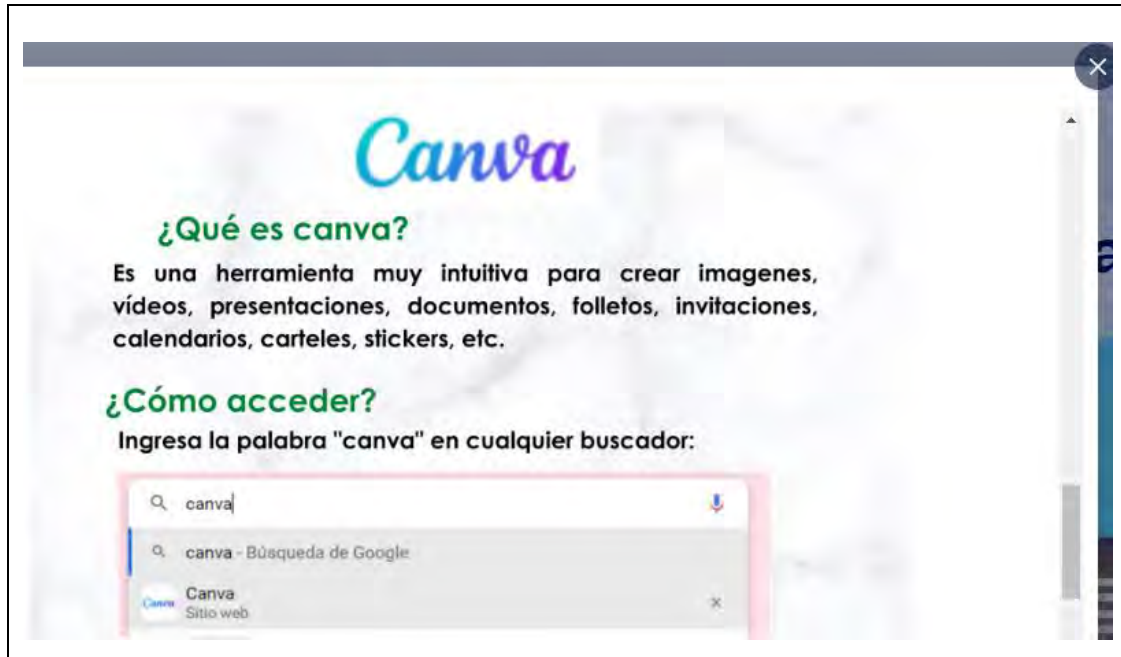 Canva
¿Qué es canva?
Es una herramienta muy intuitiva para crear imagenes,
vídeos, presentaciones, documentos, folletos, invitaciones,
calendarios, carteles, stickers, etc.
¿Cómo acceder?
Ingresa la palabra "canva" en cualquier buscador:
canva
canva - Búsqueda de Google
Canva
Canva
Sitio web